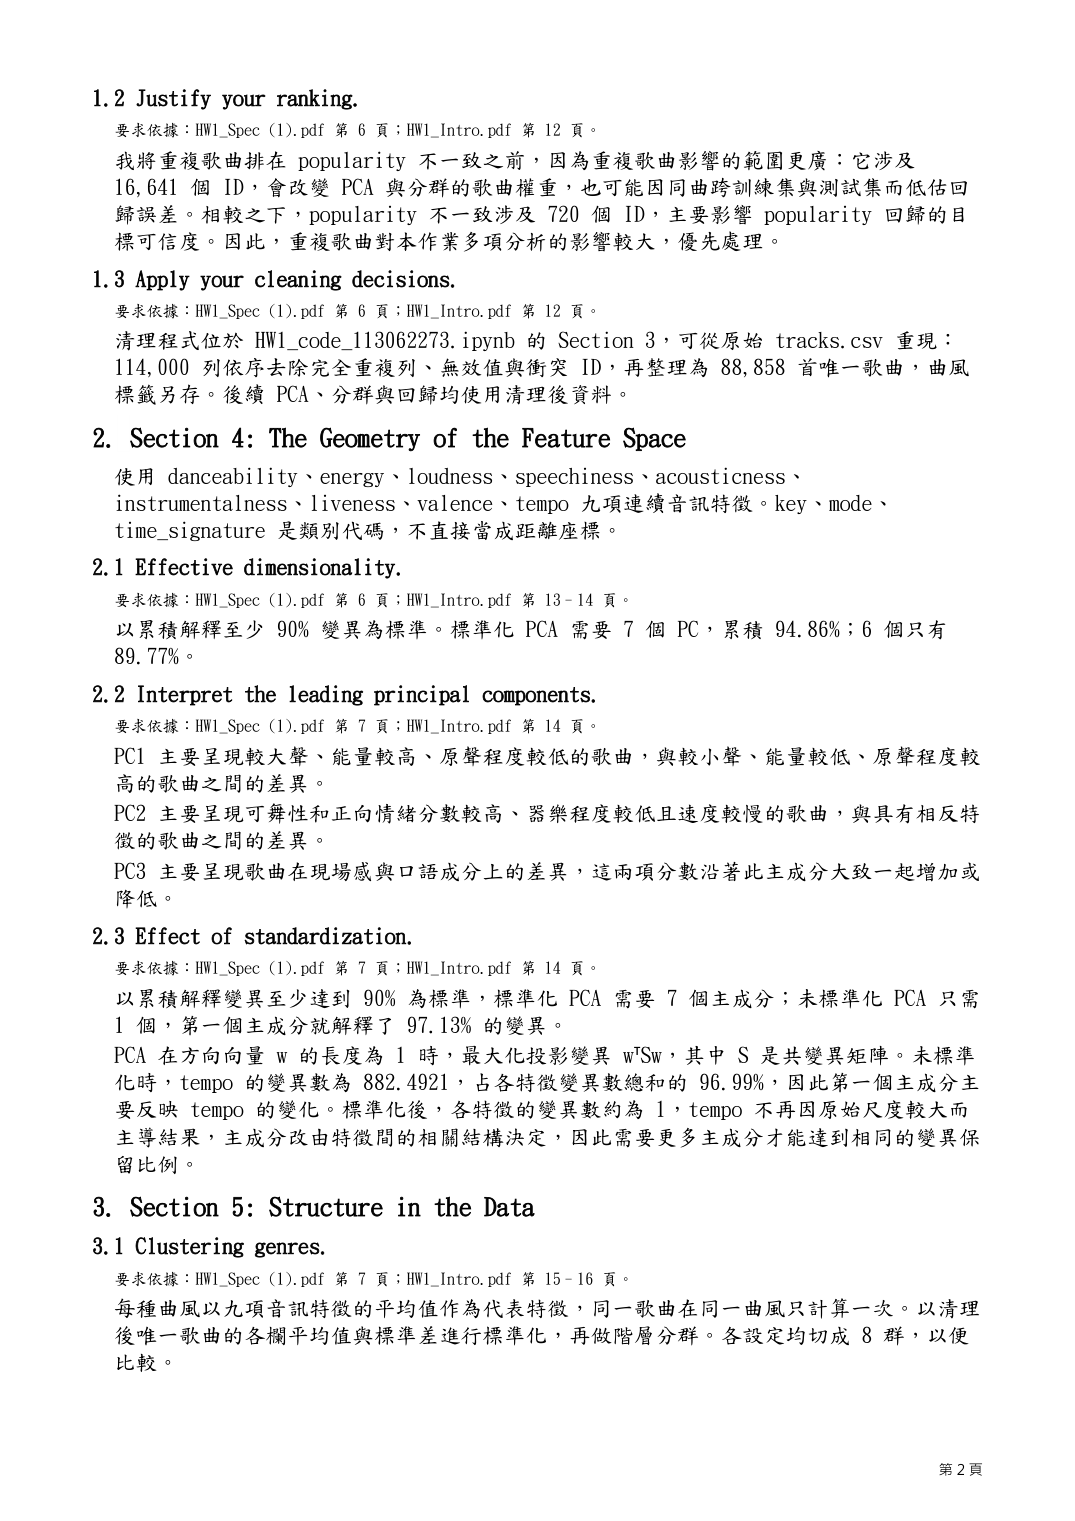 1.2 Justify your ranking.
要求依據：HW1_Spec (1).pdf 第 6 頁；HW1_Intro.pdf 第 12 頁。
我將重複歌曲排在 popularity 不一致之前，因為重複歌曲影響的範圍更廣：它涉及
16,641 個 ID，會改變 PCA 與分群的歌曲權重，也可能因同曲跨訓練集與測試集而低估回
歸誤差。相較之下，popularity 不一致涉及 720 個 ID，主要影響 popularity 回歸的目
標可信度。因此，重複歌曲對本作業多項分析的影響較大，優先處理。
1.3 Apply your cleaning decisions.
要求依據：HW1_Spec (1).pdf 第 6 頁；HW1_Intro.pdf 第 12 頁。
清理程式位於 HW1_code_113062273.ipynb 的 Section 3，可從原始 tracks.csv 重現：
114,000 列依序去除完全重複列、無效值與衝突 ID，再整理為 88,858 首唯一歌曲，曲風
標籤另存。後續 PCA、分群與回歸均使用清理後資料。
2. Section 4: The Geometry of the Feature Space
使用 danceability、energy、loudness、speechiness、acousticness、
instrumentalness、liveness、valence、tempo 九項連續音訊特徵。key、mode、
time_signature 是類別代碼，不直接當成距離座標。
2.1 Effective dimensionality.
要求依據：HW1_Spec (1).pdf 第 6 頁；HW1_Intro.pdf 第 13–14 頁。
以累積解釋至少 90% 變異為標準。標準化 PCA 需要 7 個 PC，累積 94.86%；6 個只有
89.77%。
2.2 Interpret the leading principal components.
要求依據：HW1_Spec (1).pdf 第 7 頁；HW1_Intro.pdf 第 14 頁。
PC1 主要呈現較大聲、能量較高、原聲程度較低的歌曲，與較小聲、能量較低、原聲程度較
高的歌曲之間的差異。
PC2 主要呈現可舞性和正向情緒分數較高、器樂程度較低且速度較慢的歌曲，與具有相反特
徵的歌曲之間的差異。
PC3 主要呈現歌曲在現場感與口語成分上的差異，這兩項分數沿著此主成分大致一起增加或
降低。
2.3 Effect of standardization.
要求依據：HW1_Spec (1).pdf 第 7 頁；HW1_Intro.pdf 第 14 頁。
以累積解釋變異至少達到 90% 為標準，標準化 PCA 需要 7 個主成分；未標準化 PCA 只需
1 個，第一個主成分就解釋了 97.13% 的變異。
PCA 在方向向量 w 的長度為 1 時，最大化投影變異 wᵀSw，其中 S 是共變異矩陣。未標準
化時，tempo 的變異數為 882.4921，占各特徵變異數總和的 96.99%，因此第一個主成分主
要反映 tempo 的變化。標準化後，各特徵的變異數約為 1，tempo 不再因原始尺度較大而
主導結果，主成分改由特徵間的相關結構決定，因此需要更多主成分才能達到相同的變異保
留比例。
3. Section 5: Structure in the Data
3.1 Clustering genres.
要求依據：HW1_Spec (1).pdf 第 7 頁；HW1_Intro.pdf 第 15–16 頁。
每種曲風以九項音訊特徵的平均值作為代表特徵，同一歌曲在同一曲風只計算一次。以清理
後唯一歌曲的各欄平均值與標準差進行標準化，再做階層分群。各設定均切成 8 群，以便
比較。
第 2 頁